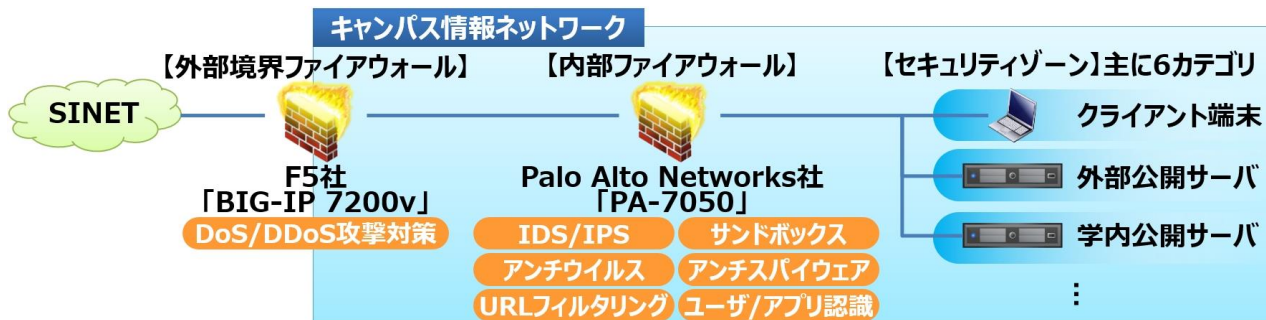 キャンパス情報ネットワーク
【外部境界ファイアウォール】
【内部ファイアウォール】
【セキュリティゾーン】主に6カテゴリ
SINET
F5社
「BIG-IP 7200v」
DoS/DDoS攻撃対策
Palo Alto Networks社
「PA-7050」
IDS/IPS
サンドボックス
アンチウイルス
アンチスパイウェア
URLフィルタリング
ユーザ/アプリ認識
クライアント端末
外部公開サーバ
学内公開サーバ
⋮